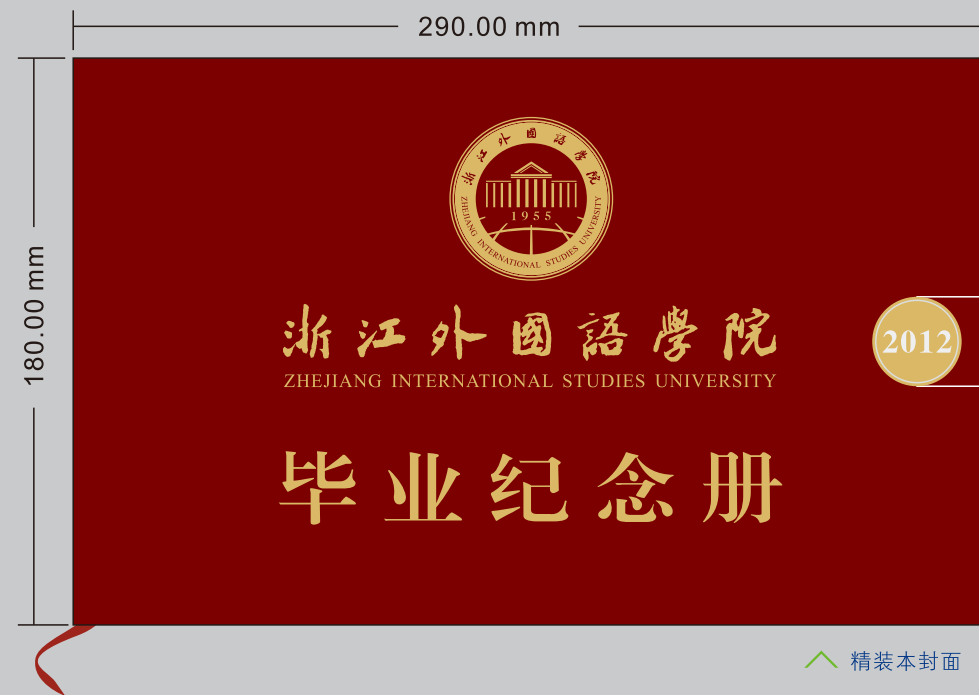 290.00 mm
180.00 mm
浙江外國語學院
1955
ZHEJIANG INTERNATIONAL STUDIES UNIVERSITY
浙江外國語學院
ZHEJIANG INTERNATIONAL STUDIES UNIVERSITY
2012
毕业纪念册
精装本封面